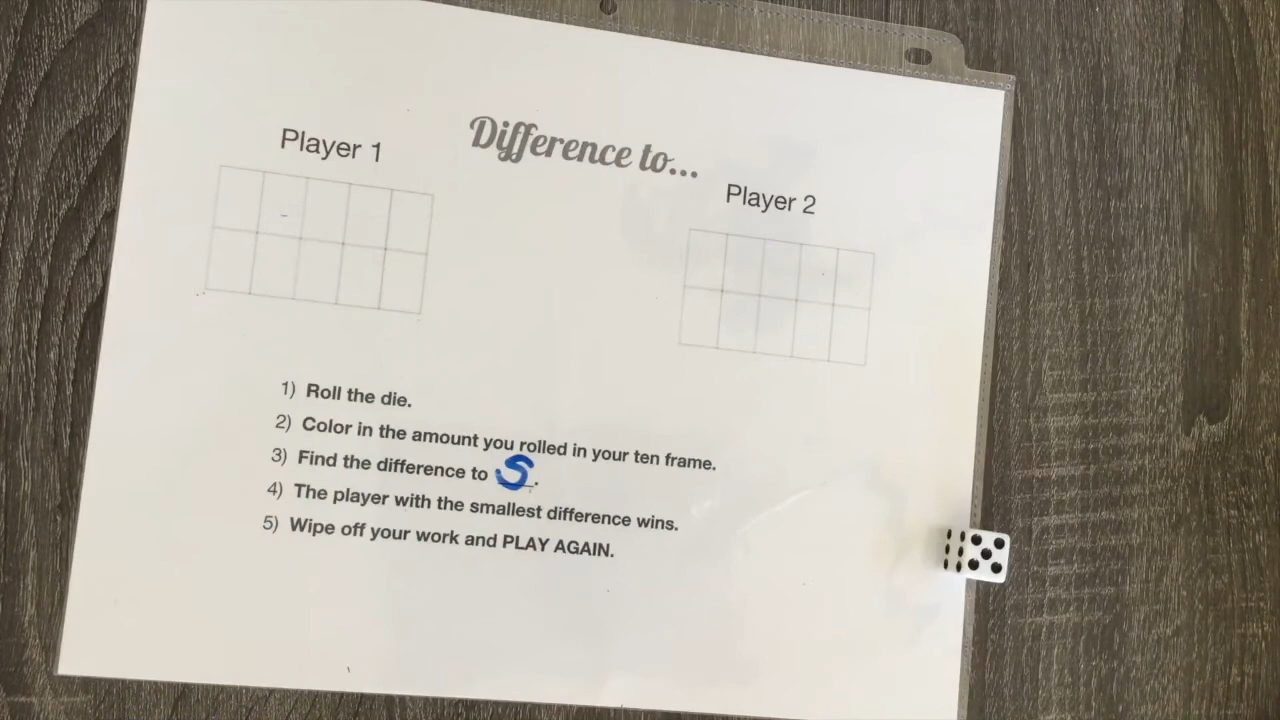 Difference to...
Player 1
Player 2
1) Roll the die.
2) Color in the amount you rolled in your ten frame.
3) Find the difference to 5.
4) The player with the smallest difference wins.
5) Wipe off your work and PLAY AGAIN.